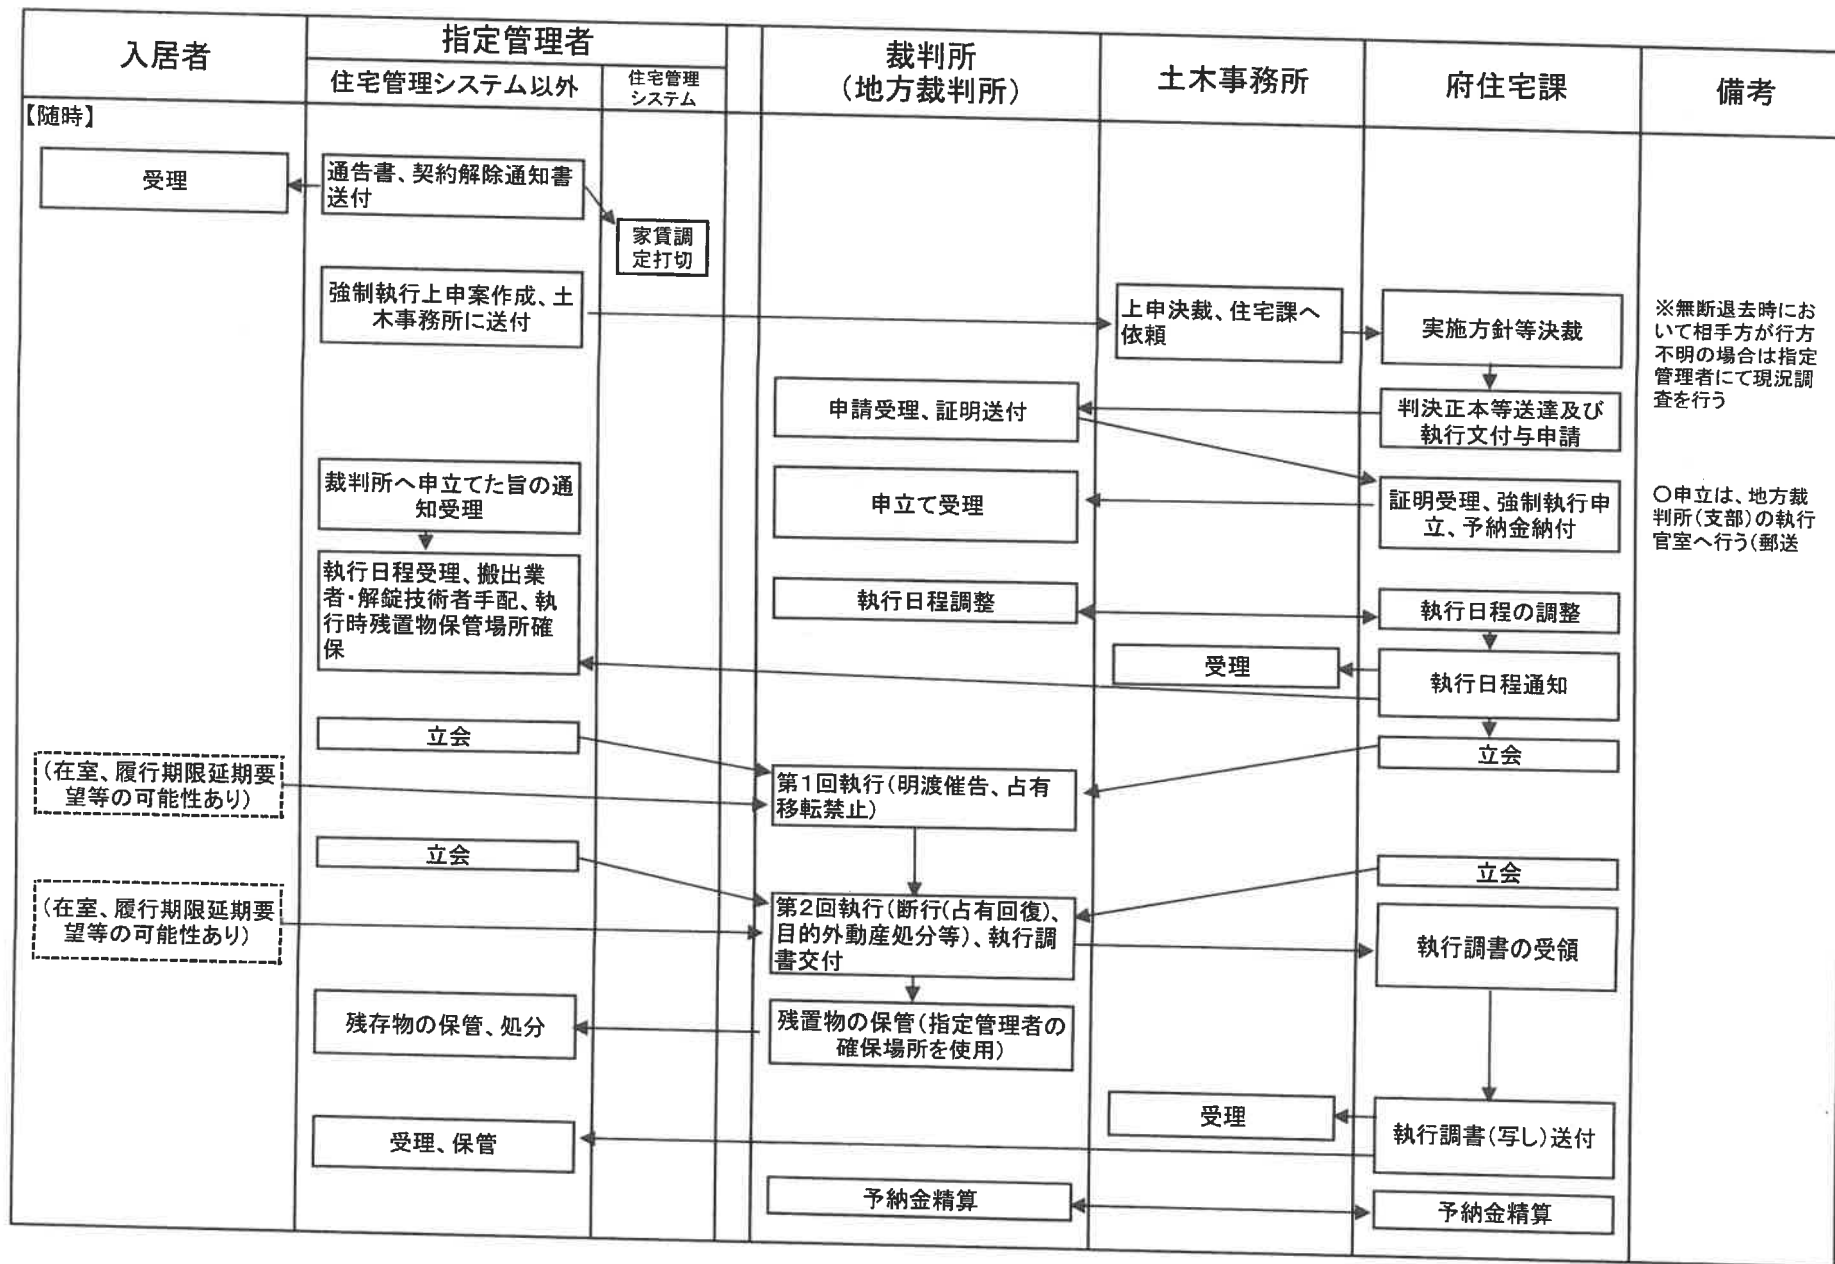 入居者
指定管理者
住宅管理システム以外
住宅管理
システム
裁判所
（地方裁判所）
土木事務所
府住宅課
備考
【随時】
受理
通告書、契約解除通知書
送付
家賃調
定打切
強制執行上申案作成、土
木事務所に送付
上申決裁、住宅課へ
依頼
実施方針等決裁
※無断退去時にお
いて相手方が行方
不明の場合は指定
管理者にて現況調
査を行う
申請受理、証明送付
判決正本等送達及び
執行文付与申請
裁判所へ申立てた旨の通
知受理
申立て受理
証明受理、強制執行申
立、予納金納付
〇申立は、地方裁
判所（支部）の執行
官室へ行う（郵送
執行日程受理、搬出業
者・解錠技術者手配、執
行時残置物保管場所確
保
執行日程調整
執行日程の調整
受理
執行日程通知
立会
立会
（在室、履行期限延期要
望等の可能性あり）
第１回執行（明渡催告、占有
移転禁止）
立会
立会
（在室、履行期限延期要
望等の可能性あり）
第２回執行（断行（占有回復）、
目的外動産処分等）、執行調
書交付
執行調書の受領
残存物の保管、処分
残置物の保管（指定管理者の
確保場所を使用）
受理
執行調書（写し）送付
受理、保管
予納金精算
予納金精算